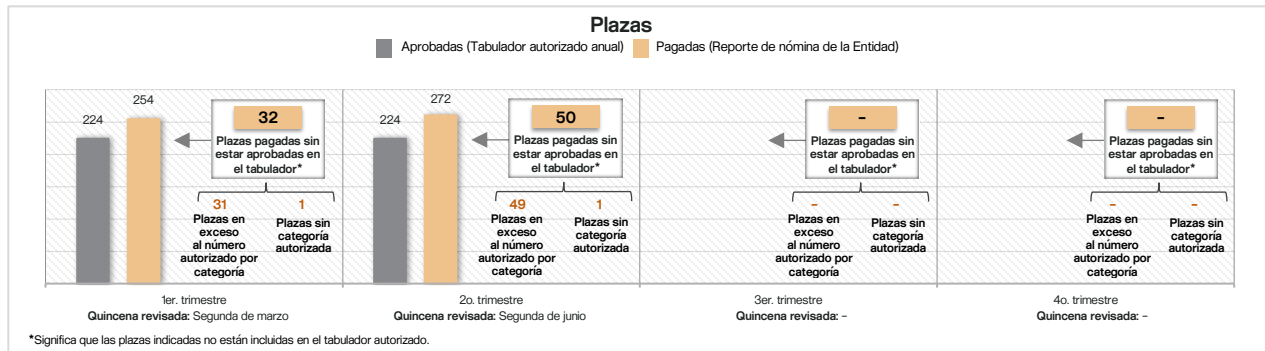 Plazas
Aprobadas (Tabulador autorizado anual)
Pagadas (Reporte de nómina de la Entidad)
224
254
32
Plazas pagadas sin
estar aprobadas en
el tabulador*
31
Plazas en
exceso
al número
autorizado por
categoría
1
Plazas sin
categoría
autorizada
1er. trimestre
Quincena revisada: Segunda de marzo
224
272
50
Plazas pagadas sin
estar aprobadas en
el tabulador*
49
Plazas en
exceso
al número
autorizado por
categoría
1
Plazas sin
categoría
autorizada
2o. trimestre
Quincena revisada: Segunda de junio
-
Plazas pagadas sin
estar aprobadas en
el tabulador*
-
Plazas en
exceso
al número
autorizado por
categoría
-
Plazas sin
categoría
autorizada
3er. trimestre
Quincena revisada: -
-
Plazas pagadas sin
estar aprobadas en
el tabulador*
-
Plazas en
exceso
al número
autorizado por
categoría
-
Plazas sin
categoría
autorizada
4o. trimestre
Quincena revisada: -
*Significa que las plazas indicadas no están incluidas en el tabulador autorizado.